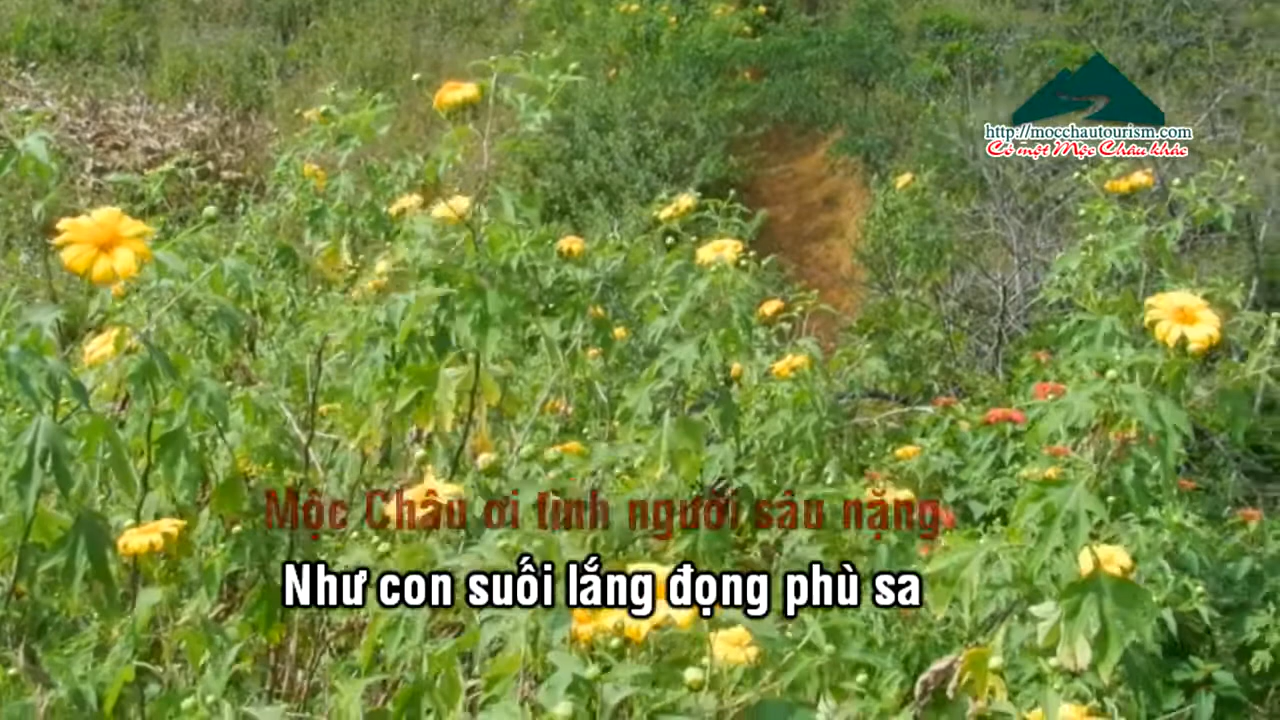 http://mocchautourism.com
Có một Mộc Châu khác
Mộc Châu ơi tình người sâu nặng
Như con suối lắng đọng phù sa